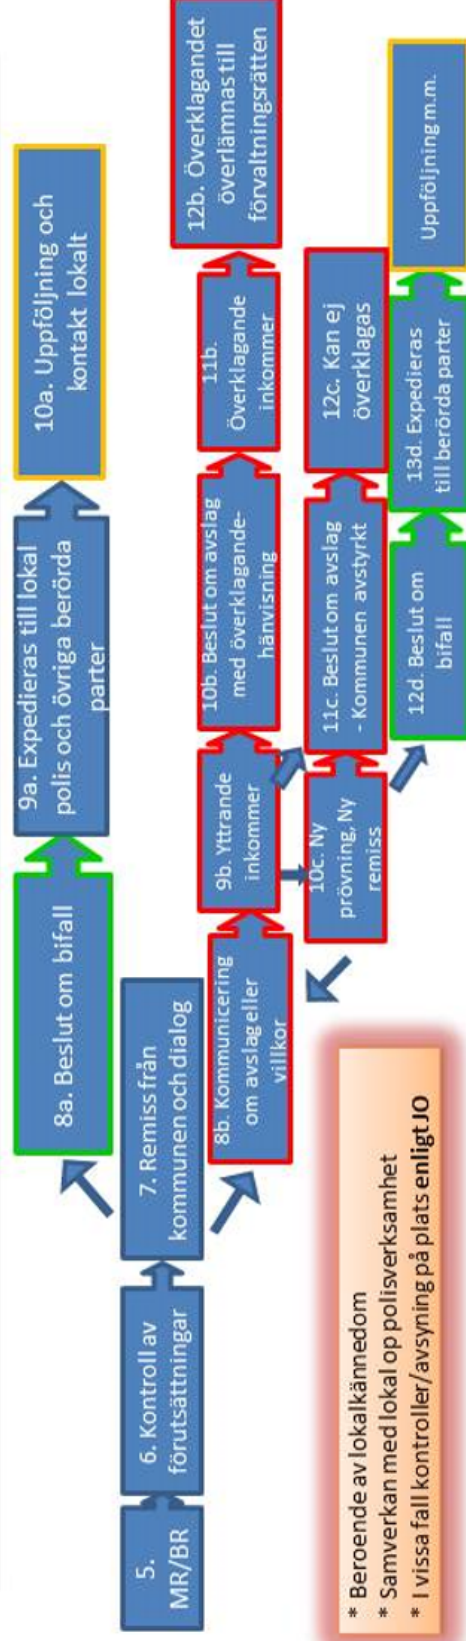 5.
MR/BR
6. Kontroll av
förutsättningar
7. Remiss från
kommunen och dialog
8a. Beslut om bifall
9a. Expedieras till lokal
polis och övriga berörda
parter
10a. Uppföljning och
kontakt lokalt
8b. Kommunicering
om avslag eller
villkor
9b. Yttrande
inkommer
10b. Beslut om avslag
med överklagande-
hänvisning
11b.
Överklagande
inkommer
12b. Överklagandet
överlämnas till
förvaltningsrätten
10c. Ny
prövning, Ny
remiss
11c. Beslut om avslag
- Kommunen avstyrkt
12c. Kan ej
överklagas
12d. Beslut om
bifall
13d. Expedieras
till berörda parter
Uppföljning m.m.
* Beroende av lokalkännedom
* Samverkan med lokal op polisverksamhet
* I vissa fall kontroller/avsyning på plats enligt JO